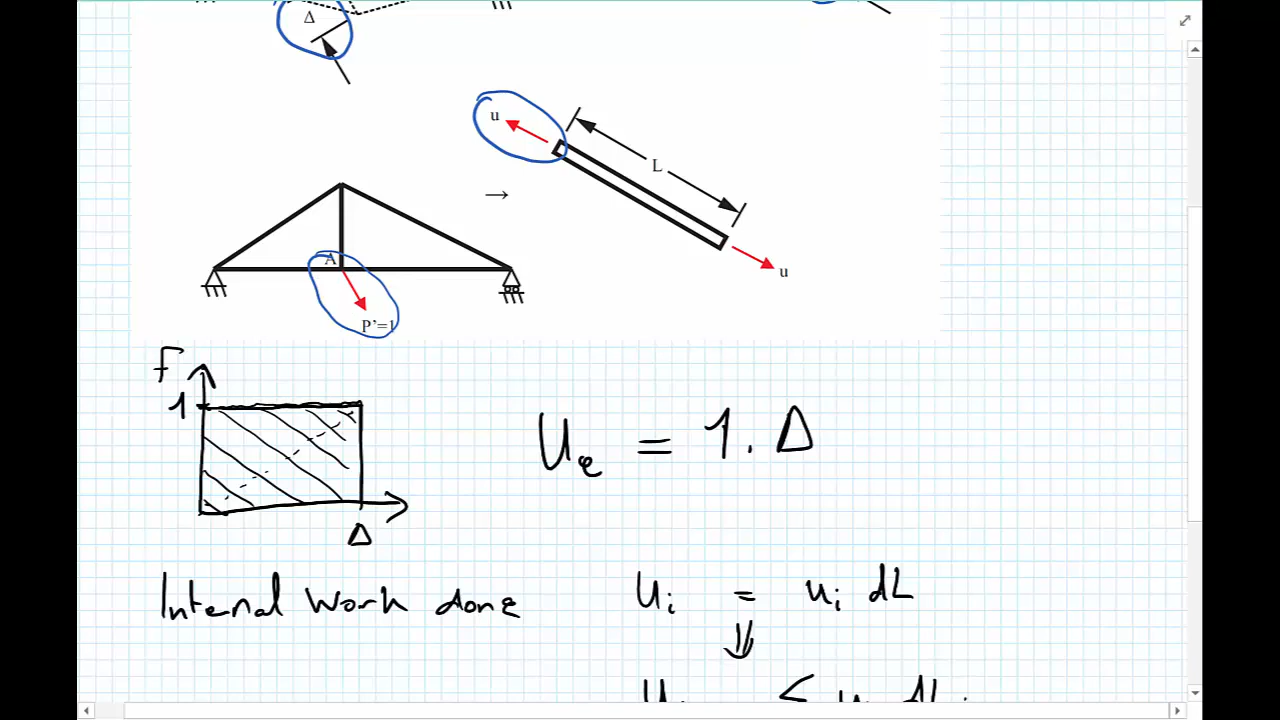 Δ
u
L
u
A
P'=1
F
1
Δ
Ue = 1. Δ
Internal Work done Ui = ui dL
⇓